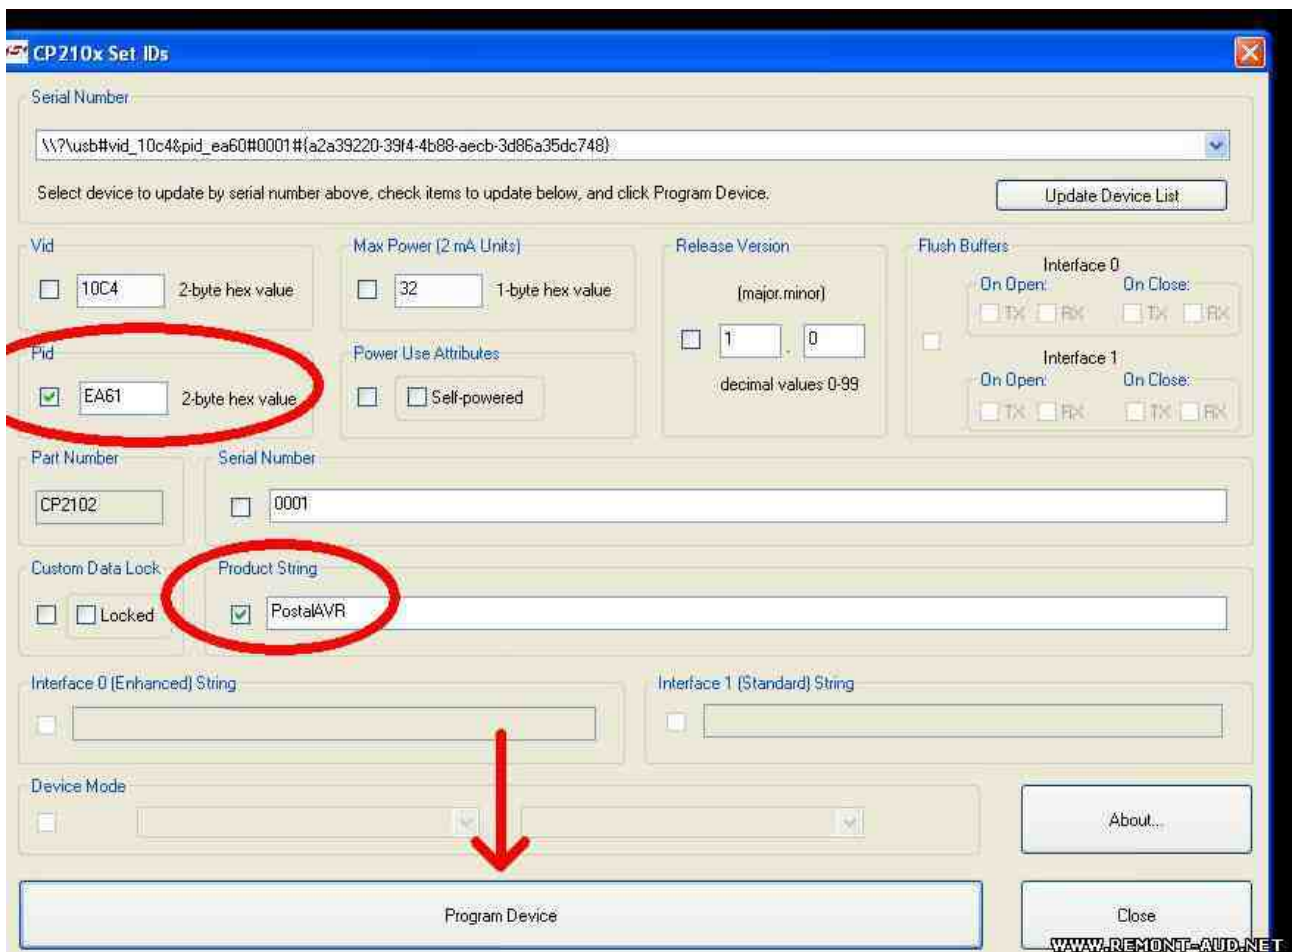 CP210x Set IDs
Serial Number
\\?\usb#vid_10c4&pid_ea60#0001#{a2a39220-39f4-4b88-aecb-3d86a35dc748}
Select device to update by serial number above, check items to update below, and click Program Device.
Update Device List
Vid
10C4
2-byte hex value
Max Power (2 mA Units)
32
1-byte hex value
Release Version
(major.minor)
1 . 0
decimal values 0-99
Flush Buffers
Interface 0
On Open: On Close:
TX RX TX RX
Interface 1
On Open: On Close:
TX RX TX RX
Pid
EA61
2-byte hex value
Power Use Attributes
Self-powered
Part Number
CP2102
Serial Number
0001
Custom Data Lock
Locked
Product String
PostalAVR
Interface 0 (Enhanced) String
Interface 1 (Standard) String
Device Mode
About...
Program Device
Close
WWW.REMONT-AUD.NET